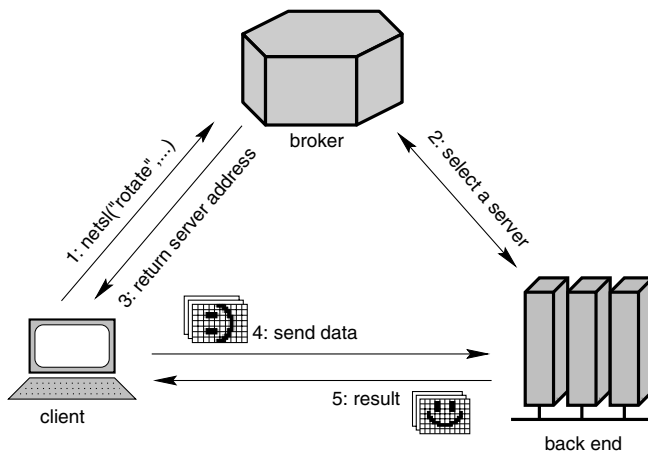 broker
1: netsl("rotate" ,....)
3: return server address
2: select a server
4: send data
5: result
client
back end